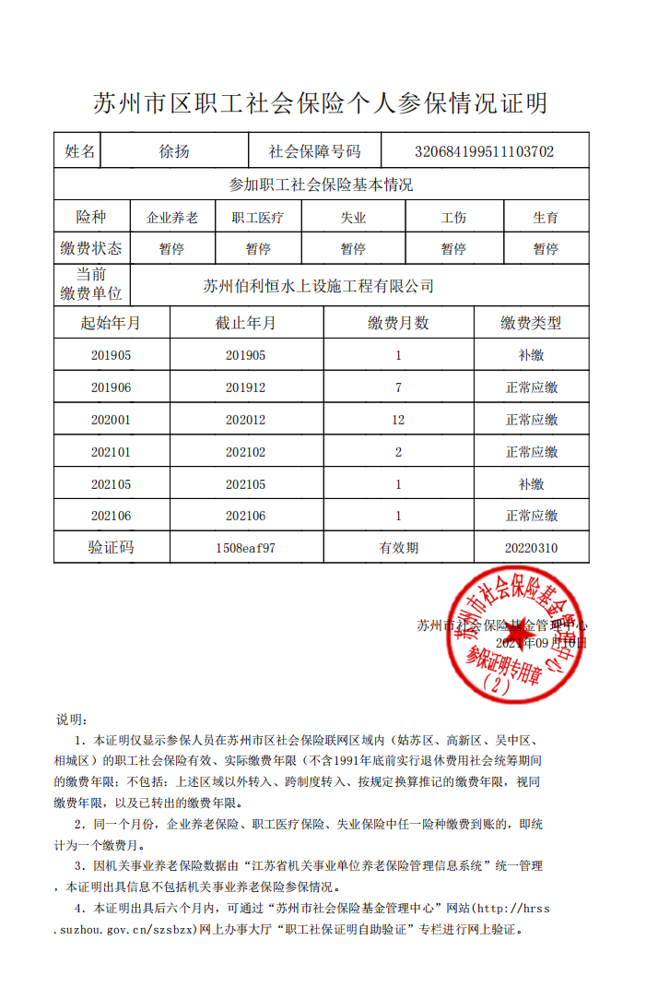 苏州市区职工社会保险个人参保情况证明
姓名 徐扬 社会保障号码 320684199511103702
参加职工社会保险基本情况
险种 企业养老 职工医疗 失业 工伤 生育
缴费状态 暂停 暂停 暂停 暂停 暂停
当前
缴费单位 苏州伯利恒水上设施工程有限公司
起始年月 截止年月 缴费月数 缴费类型
201905 201905 1 补缴
201906 201912 7 正常应缴
202001 202012 12 正常应缴
202101 202102 2 正常应缴
202105 202105 1 补缴
202106 202106 1 正常应缴
验证码 1508eaf97 有效期 20220310
苏州市社会保险基金管理中心
2021年09月10日
苏州市社会保险基金管理中心
参保证明专用章
(2)
说明：
1．本证明仅显示参保人员在苏州市区社会保险联网区域内（姑苏区、高新区、吴中区、
相城区）的职工社会保险有效、实际缴费年限（不含1991年底前实行退休费用社会统筹期间
的缴费年限；不包括：上述区域以外转入、跨制度转入、按规定换算推记的缴费年限，视同
缴费年限，以及已转出的缴费年限。
2．同一个月份，企业养老保险、职工医疗保险、失业保险中任一险种缴费到账的，即统
计为一个缴费月。
3．因机关事业养老保险数据由“江苏省机关事业单位养老保险管理信息系统”统一管理
，本证明出具信息不包括机关事业养老保险参保情况。
4．本证明出具后六个月内，可通过“苏州市社会保险基金管理中心”网站(http://hrss
.suzhou.gov.cn/szsbzx)网上办事大厅“职工社保证明自助验证”专栏进行网上验证。